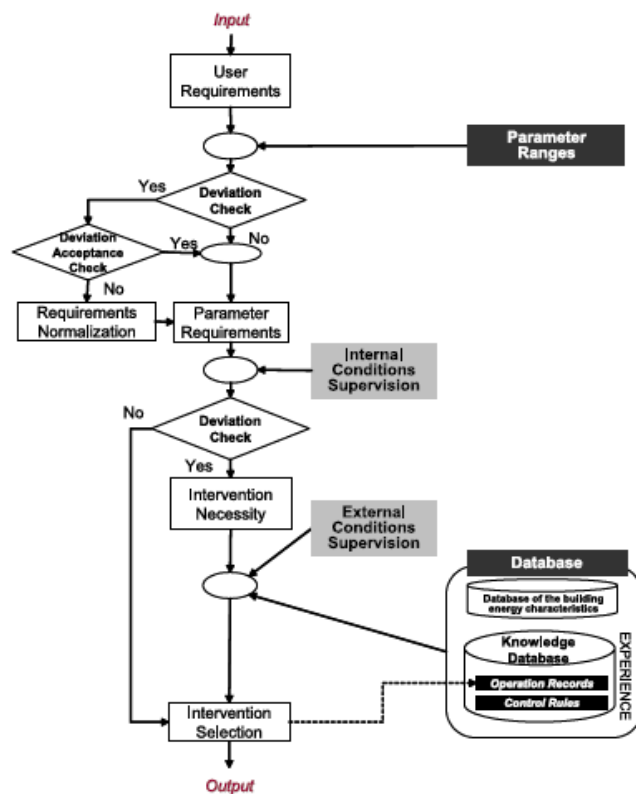 Input
User
Requirements
Parameter
Ranges
Yes
Deviation
Check
No
Deviation
Acceptance
Check
Yes
No
Requirements
Normalization
Parameter
Requirements
Internal
Conditions
Supervision
No
Deviation
Check
Yes
Intervention
Necessity
External
Conditions
Supervision
Database
Database of the building
energy characteristics
Knowledge
Database
Operation Records
Control Rules
EXPERIENCE
Intervention
Selection
Output